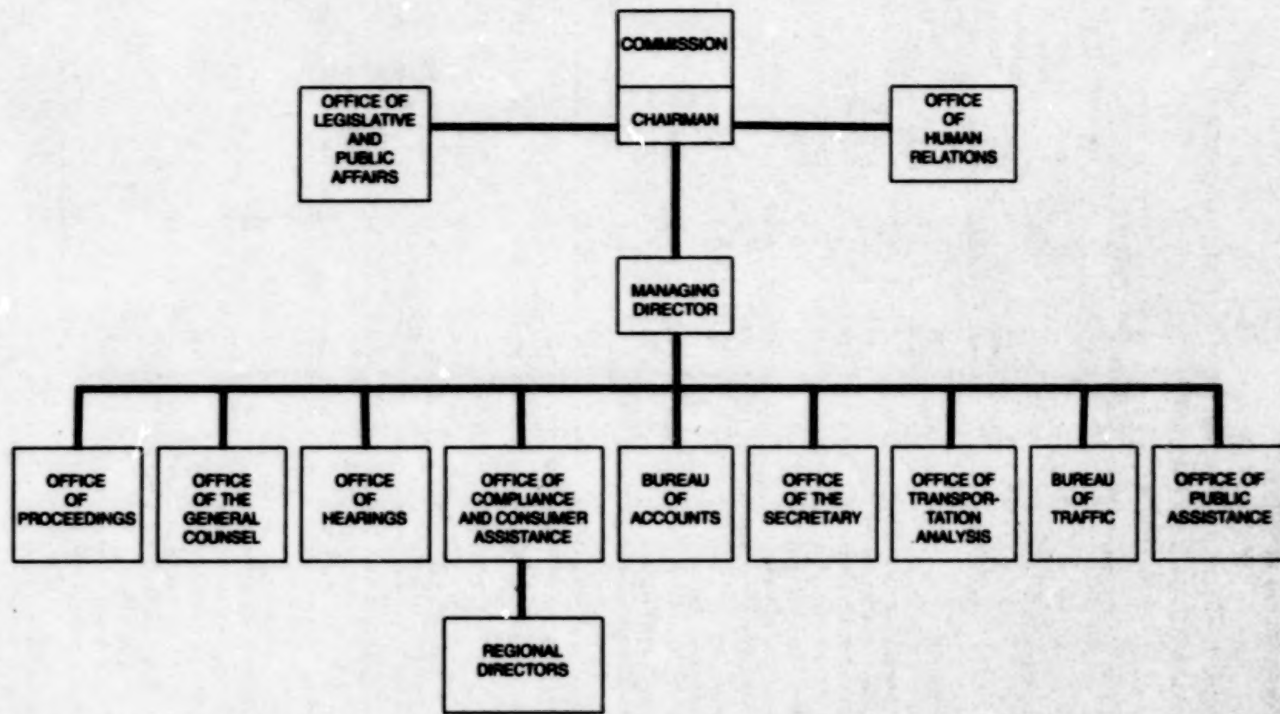 COMMISSION
CHAIRMAN
OFFICE OF
LEGISLATIVE
AND
PUBLIC
AFFAIRS
OFFICE
OF
HUMAN
RELATIONS
MANAGING
DIRECTOR
OFFICE
OF
PROCEEDINGS
OFFICE
OF THE
GENERAL
COUNSEL
OFFICE
OF
HEARINGS
OFFICE OF
COMPLIANCE
AND CONSUMER
ASSISTANCE
BUREAU
OF
ACCOUNTS
OFFICE
OF THE
SECRETARY
OFFICE OF
TRANSPOR-
TATION
ANALYSIS
BUREAU
OF
TRAFFIC
OFFICE OF
PUBLIC
ASSISTANCE
REGIONAL
DIRECTORS